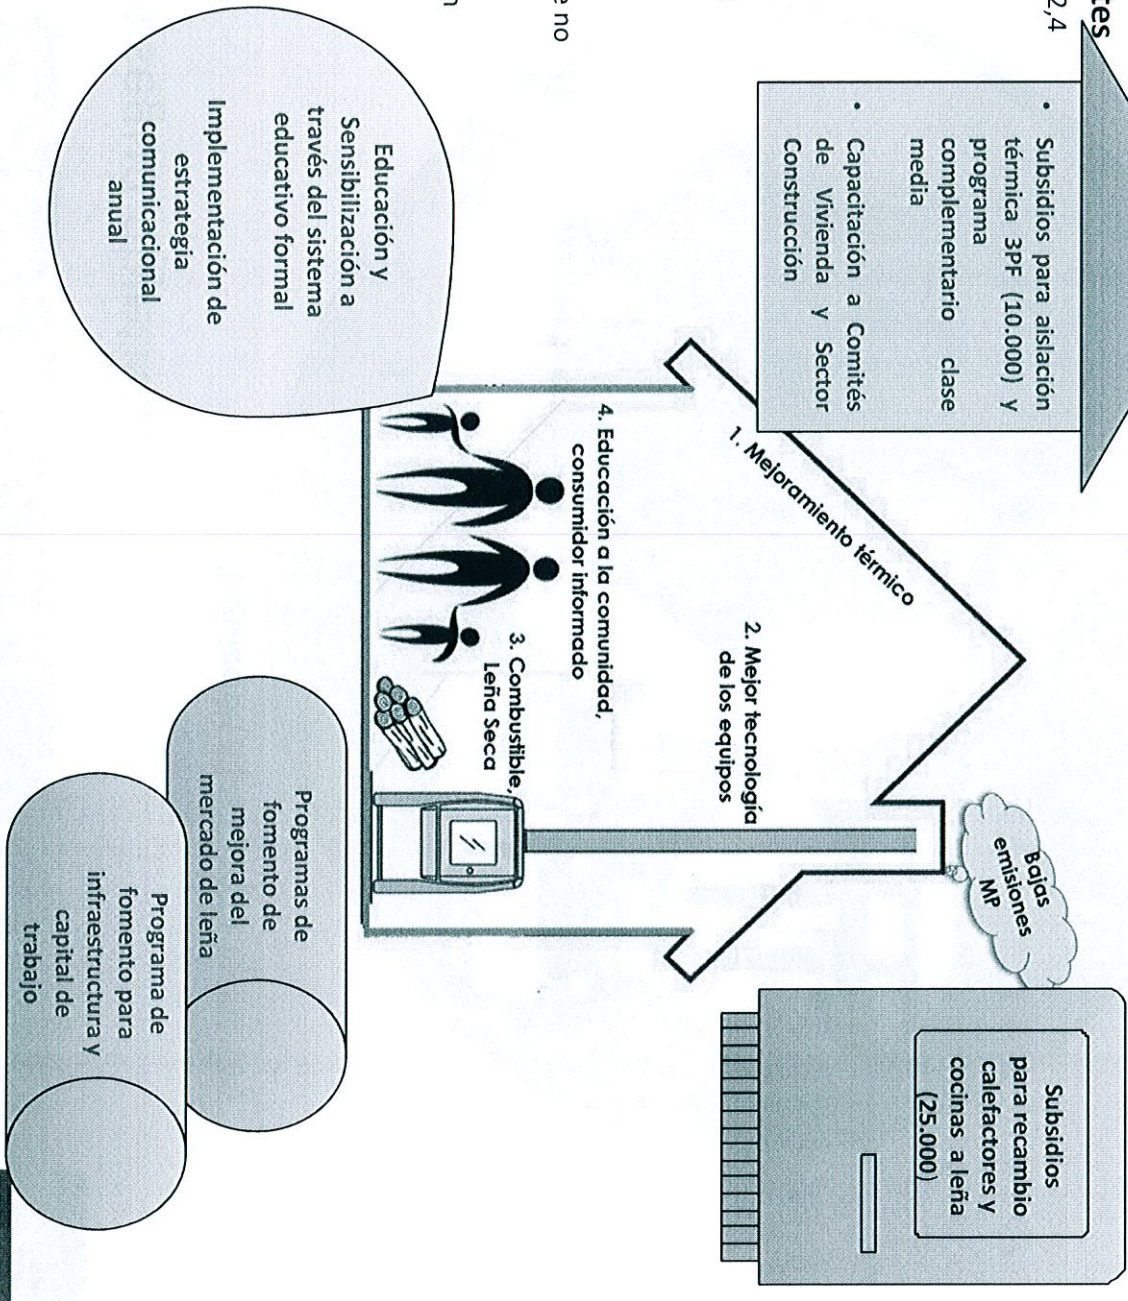 tes
2,4
e no
n
• Subsidios para aislación
térmica 3PF (10.000) y
programa
complementario clase
media
• Capacitación a Comités
de Vivienda y Sector
Construcción
1. Mejoramiento térmico
2. Mejor tecnología
de los equipos
Bajas
emisiones
MP
Subsidios
para recambio
calefactores y
cocinas a leña
(25.000)
4. Educación a la comunidad,
consumidor informado
3. Combustible,
Leña Seca
Educación y
Sensibilización a
través del sistema
educativo formal
Implementación de
estrategia
comunicacional
anual
Programas de
fomento de
mejora del
mercado de leña
Programa de
fomento para
infraestructura y
capital de
trabajo